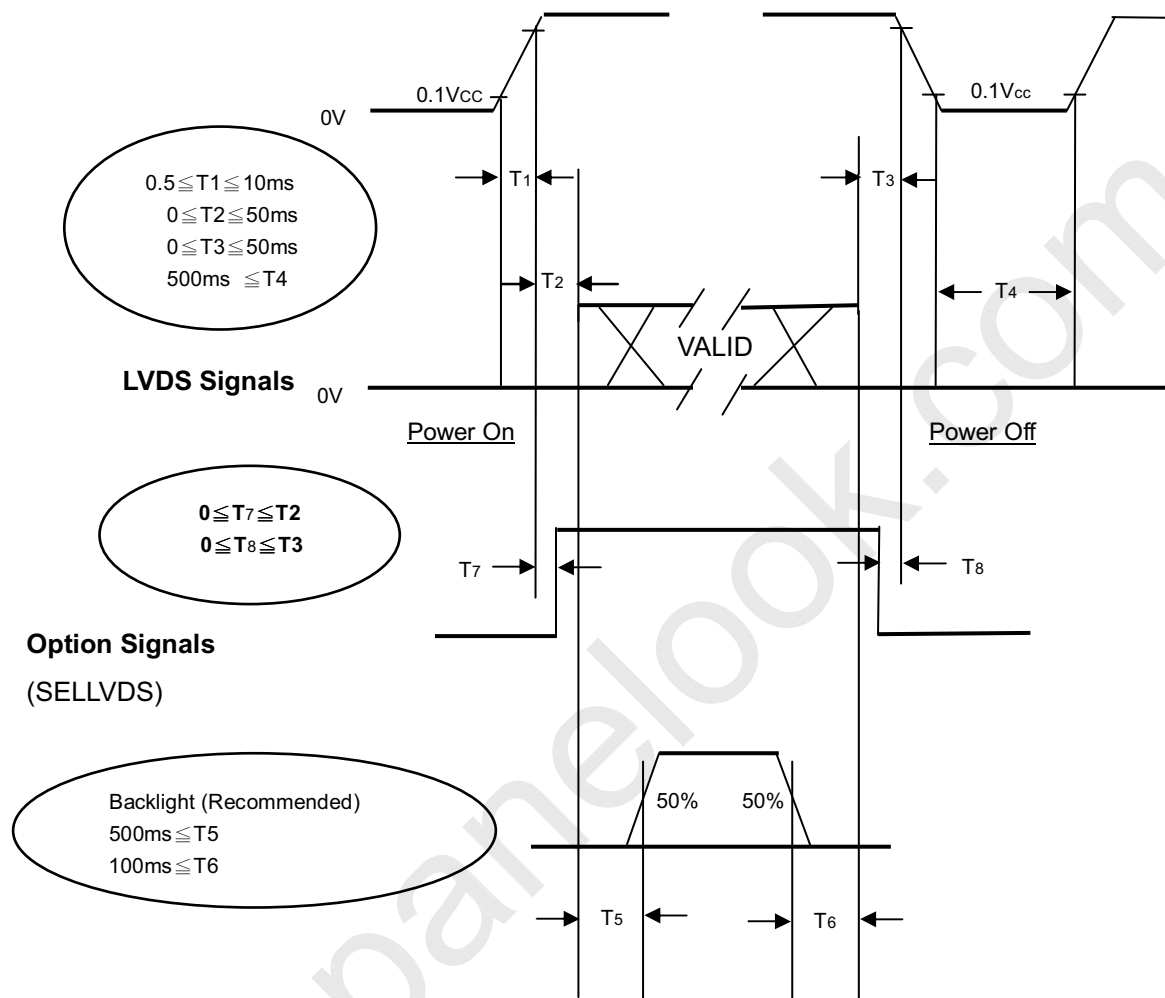 0.1VCC
0.1Vcc
0V
0.5≦T1≦10ms
0≦T2≦50ms
0≦T3≦50ms
500ms ≦T4
T1
T3
T2
T4
VALID
LVDS Signals
0V
Power On
Power Off
0≦T7≦T2
0≦T8≦T3
T7
T8
Option Signals
(SELLVDS)
Backlight (Recommended)
500ms≦T5
100ms≦T6
50%
50%
T5
T6
panelook.com